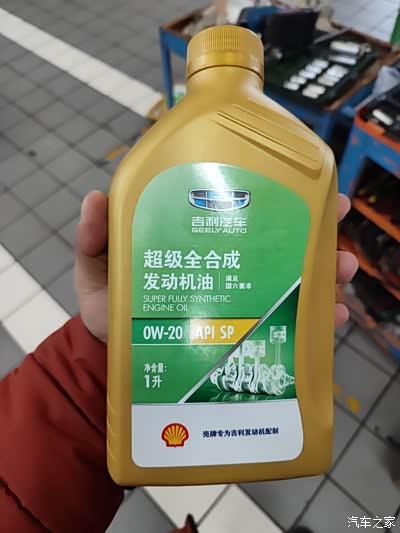 吉利汽车
GEELY AUTO
超级全合成
发动机油
满足
国六要求
SUPER FULLY SYNTHETIC
ENGINE OIL
0W-20 API SP
净含量:
1升
壳牌专为吉利发动机配制
汽车之家